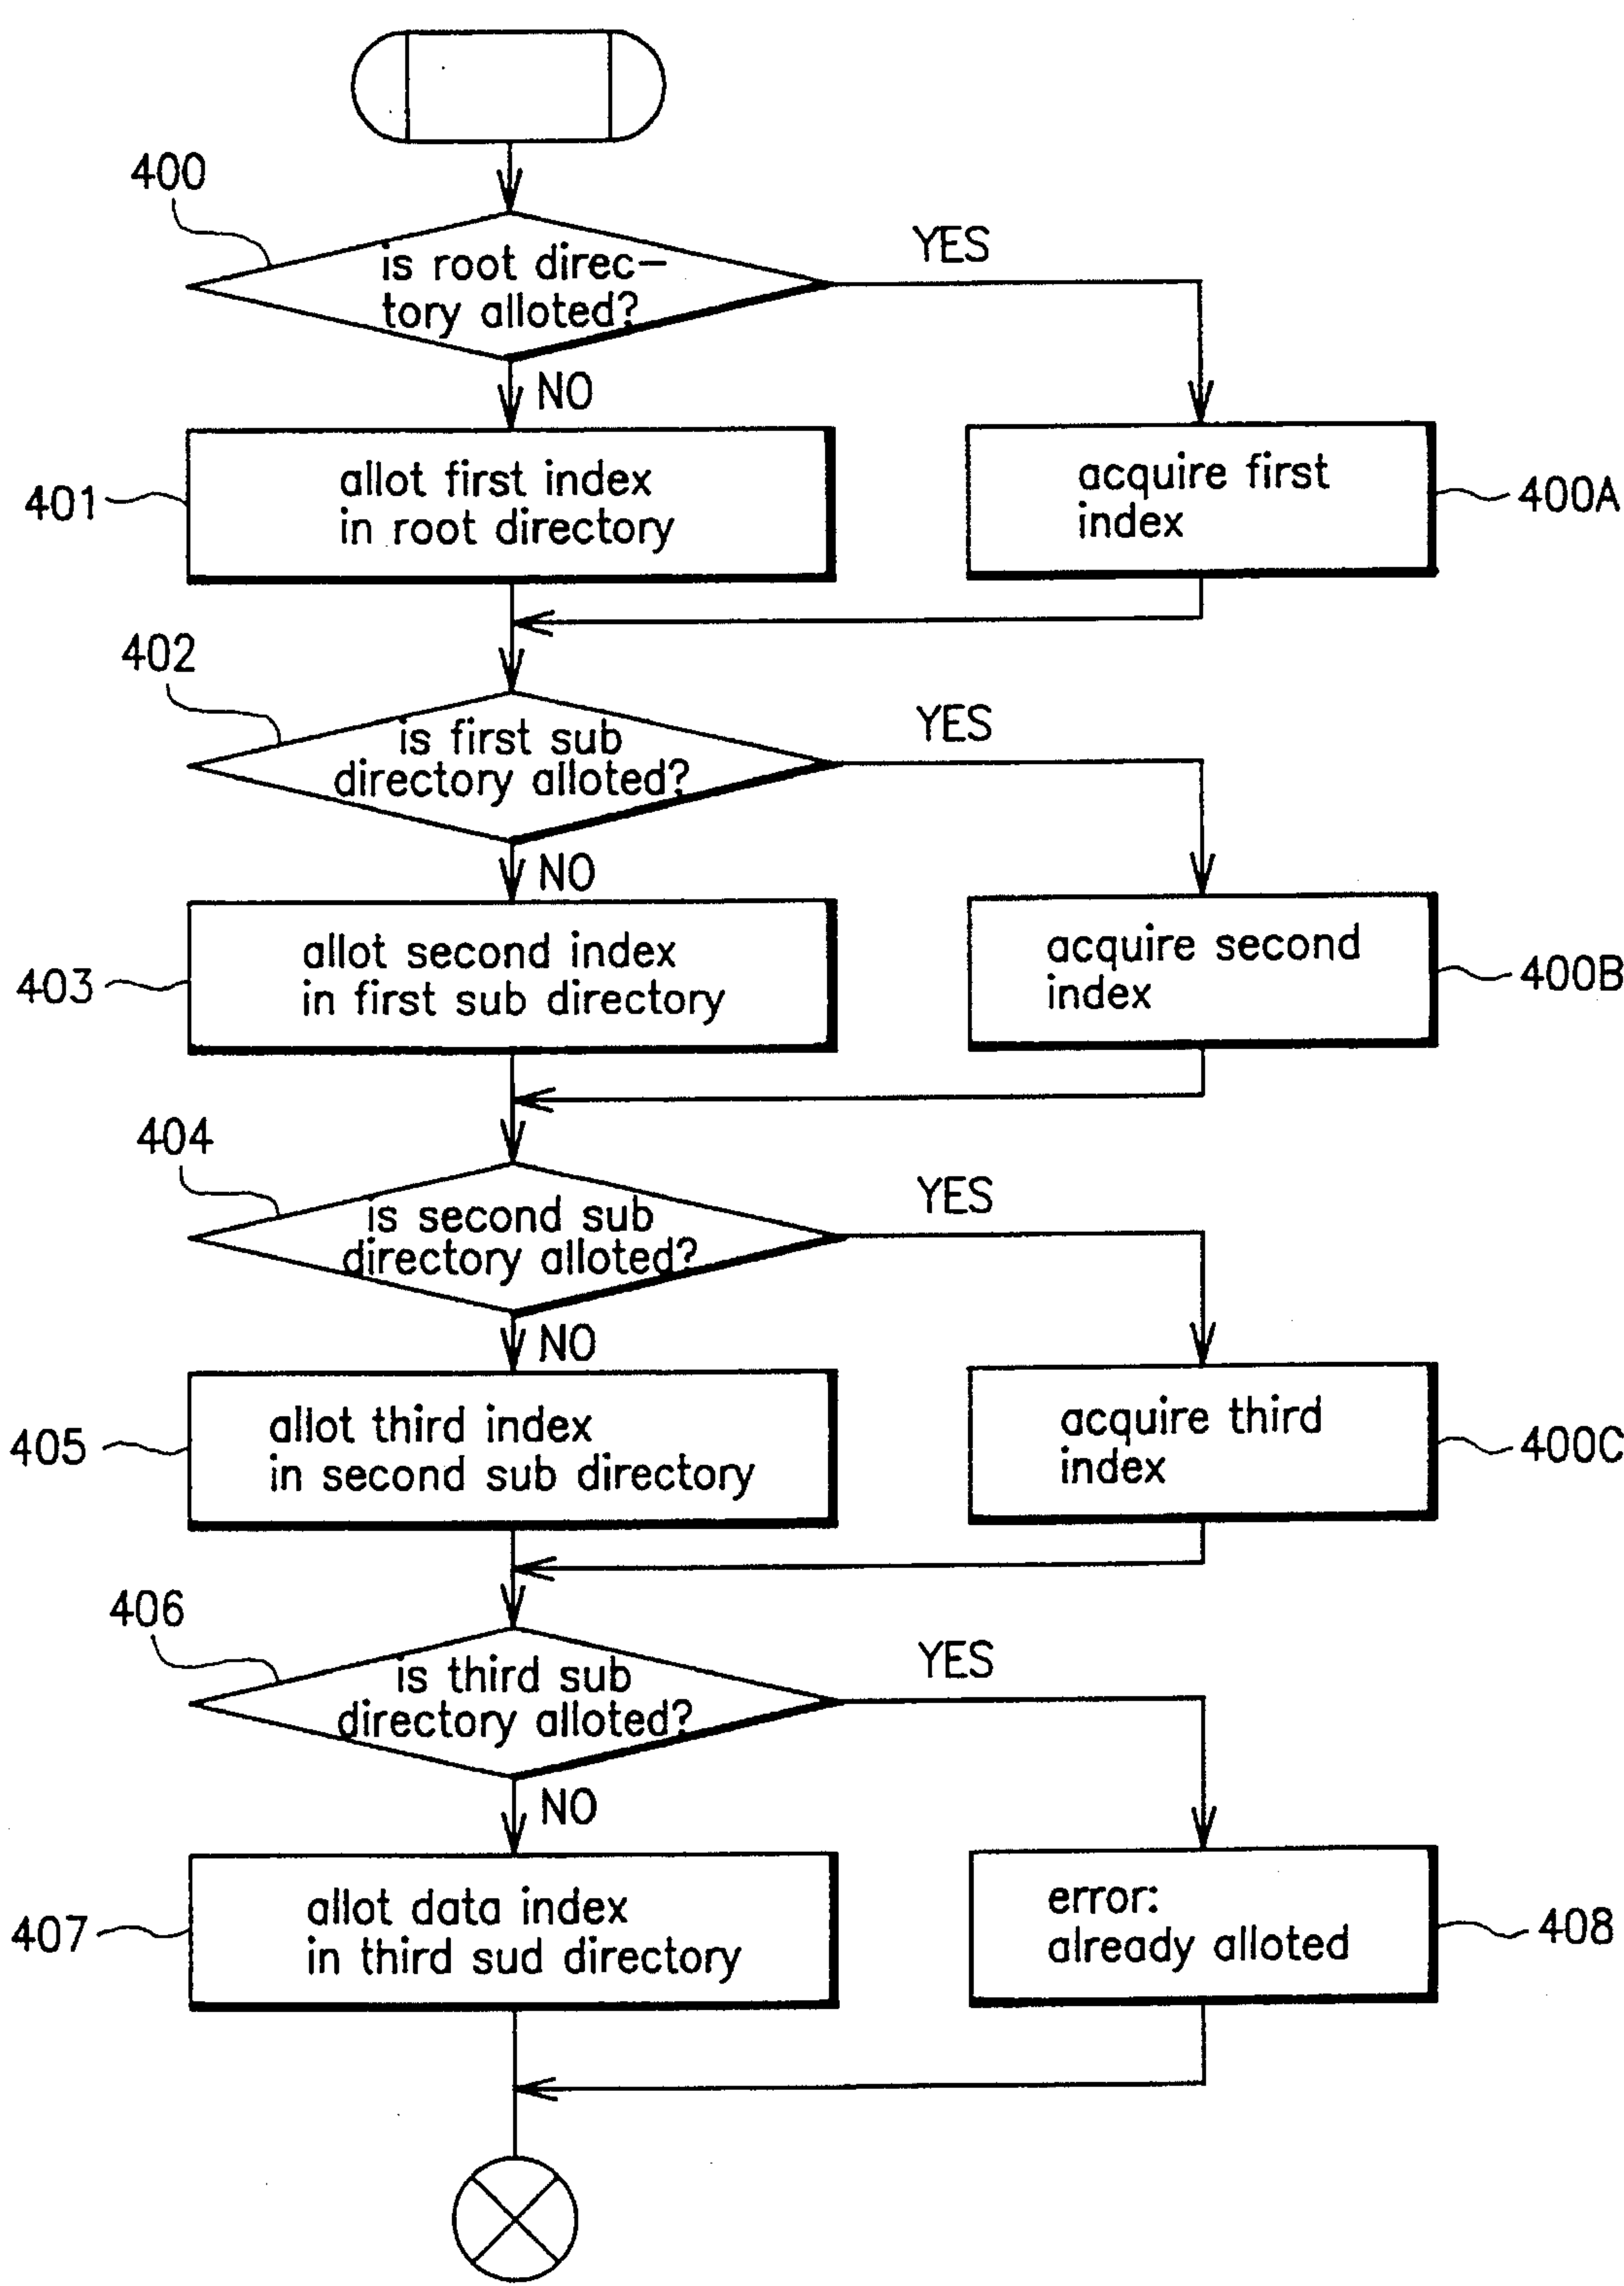 400
is root direc-
tory alloted?
YES
NO
401
allot first index
in root directory
acquire first
index
400A
402
is first sub
directory alloted?
YES
NO
403
allot second index
in first sub directory
acquire second
index
400B
404
is second sub
directory alloted?
YES
NO
405
allot third index
in second sub directory
acquire third
index
400C
406
is third sub
directory alloted?
YES
NO
407
allot data index
in third sud directory
error:
already alloted
408